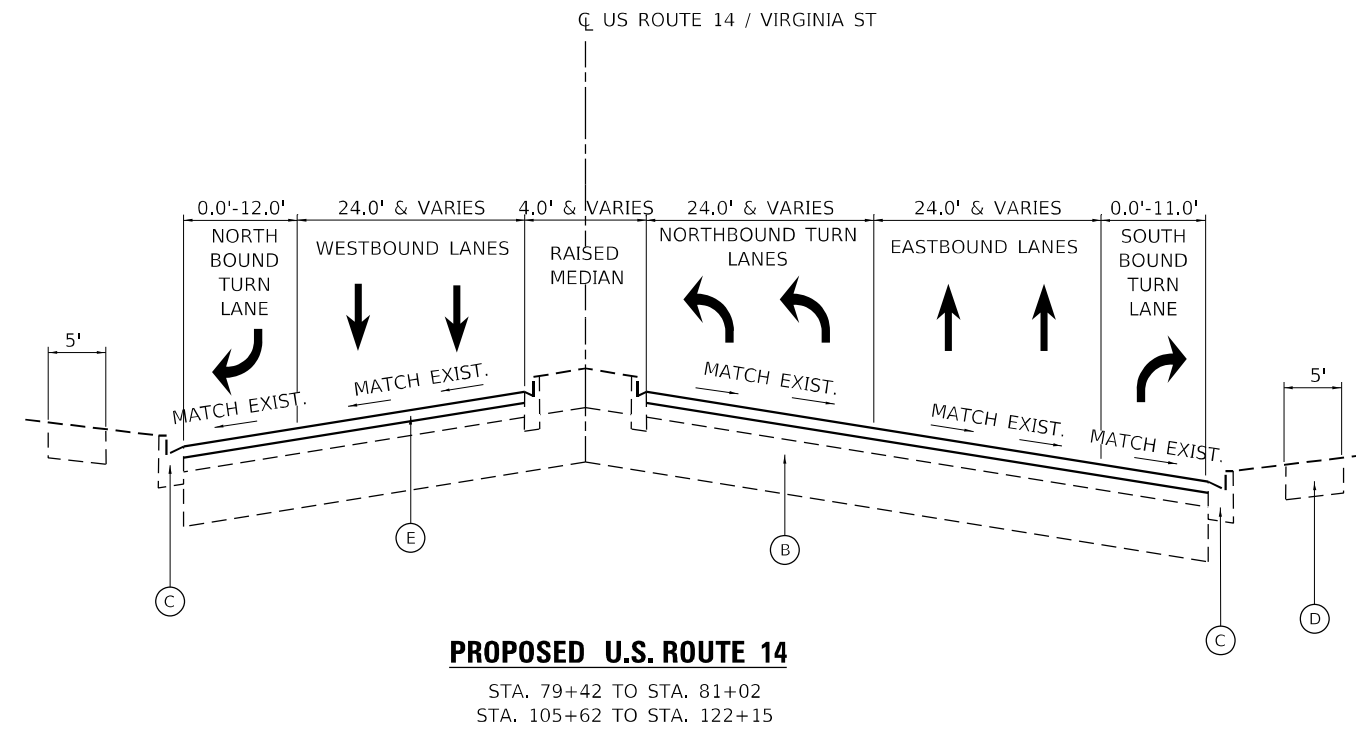 ℄ US ROUTE 14 / VIRGINIA ST
0.0'-12.0'
24.0' & VARIES
4.0' & VARIES
24.0' & VARIES
24.0' & VARIES
0.0'-11.0'
NORTH
BOUND
TURN
LANE
WESTBOUND LANES
RAISED
MEDIAN
NORTHBOUND TURN
LANES
EASTBOUND LANES
SOUTH
BOUND
TURN
LANE
5'
5'
MATCH EXIST.
MATCH EXIST.
MATCH EXIST.
MATCH EXIST.
MATCH EXIST.
E
B
C
C
D
PROPOSED U.S. ROUTE 14
STA. 79+42 TO STA. 81+02
STA. 105+62 TO STA. 122+15